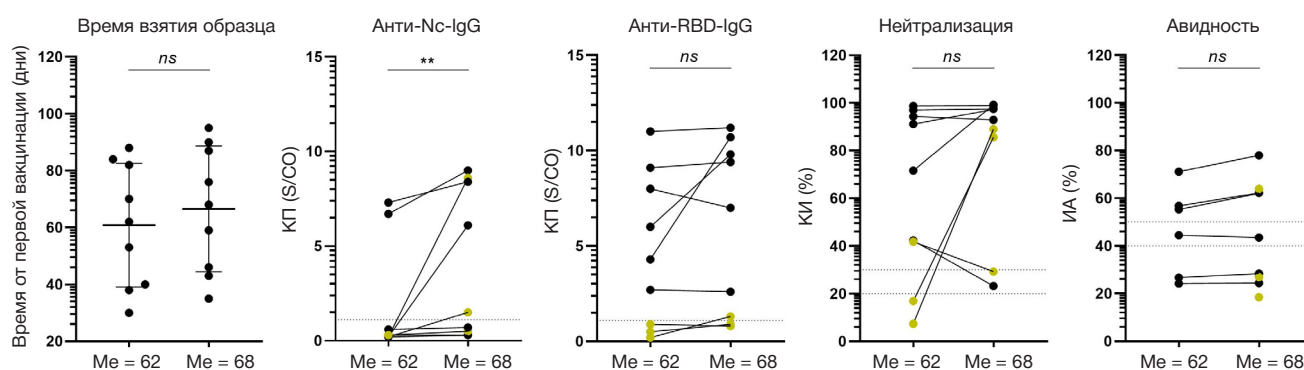 Время взятия образца
Время от первой вакцинации (дни)
120
100
80
60
40
20
ns
Me = 62
Me = 68
Анти-Nc-IgG
КП (S/CO)
15
10
5
0
**
Me = 62
Me = 68
Анти-RBD-IgG
КП (S/CO)
15
10
5
0
ns
Me = 62
Me = 68
Нейтрализация
КИ (%)
120
100
80
60
40
20
0
ns
Me = 62
Me = 68
Авидность
ИА (%)
120
100
80
60
40
20
0
ns
Me = 62
Me = 68